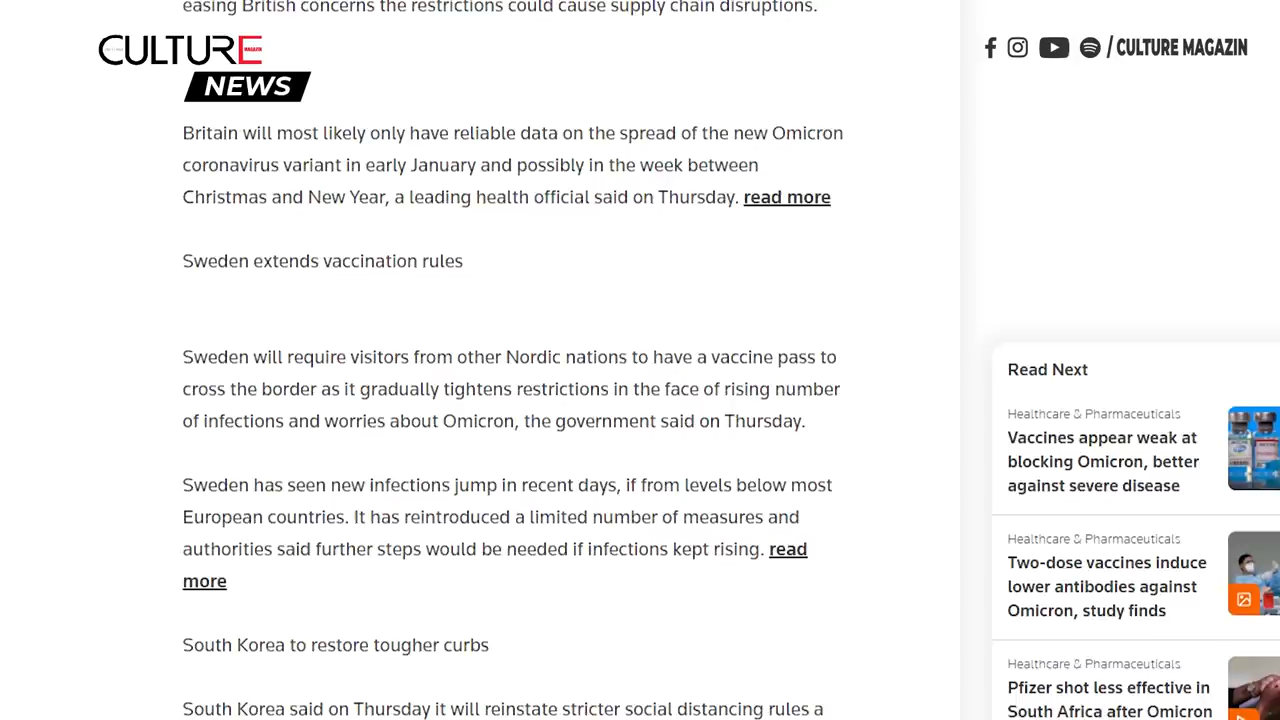 easing British concerns the restrictions could cause supply chain disruptions.
CULTURE
NEWS
/ CULTURE MAGAZIN
Britain will most likely only have reliable data on the spread of the new Omicron
coronavirus variant in early January and possibly in the week between
Christmas and New Year, a leading health official said on Thursday. read more
Sweden extends vaccination rules
Sweden will require visitors from other Nordic nations to have a vaccine pass to
cross the border as it gradually tightens restrictions in the face of rising number
of infections and worries about Omicron, the government said on Thursday.
Sweden has seen new infections jump in recent days, if from levels below most
European countries. It has reintroduced a limited number of measures and
authorities said further steps would be needed if infections kept rising. read
more
South Korea to restore tougher curbs
South Korea said on Thursday it will reinstate stricter social distancing rules a
Read Next
Healthcare & Pharmaceuticals
Vaccines appear weak at
blocking Omicron, better
against severe disease
Healthcare & Pharmaceuticals
Two-dose vaccines induce
lower antibodies against
Omicron, study finds
Healthcare & Pharmaceuticals
Pfizer shot less effective in
South Africa after Omicron